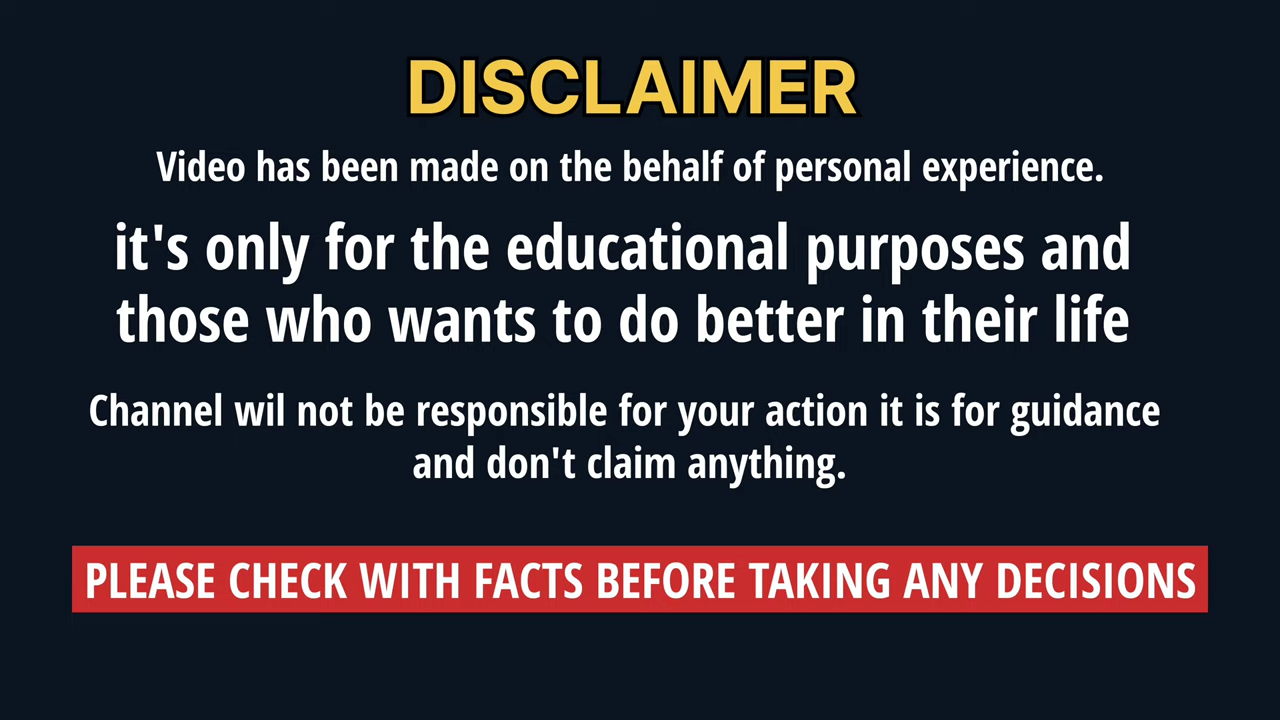 DISCLAIMER
Video has been made on the behalf of personal experience.
it's only for the educational purposes and
those who wants to do better in their life
Channel wil not be responsible for your action it is for guidance
and don't claim anything.
PLEASE CHECK WITH FACTS BEFORE TAKING ANY DECISIONS